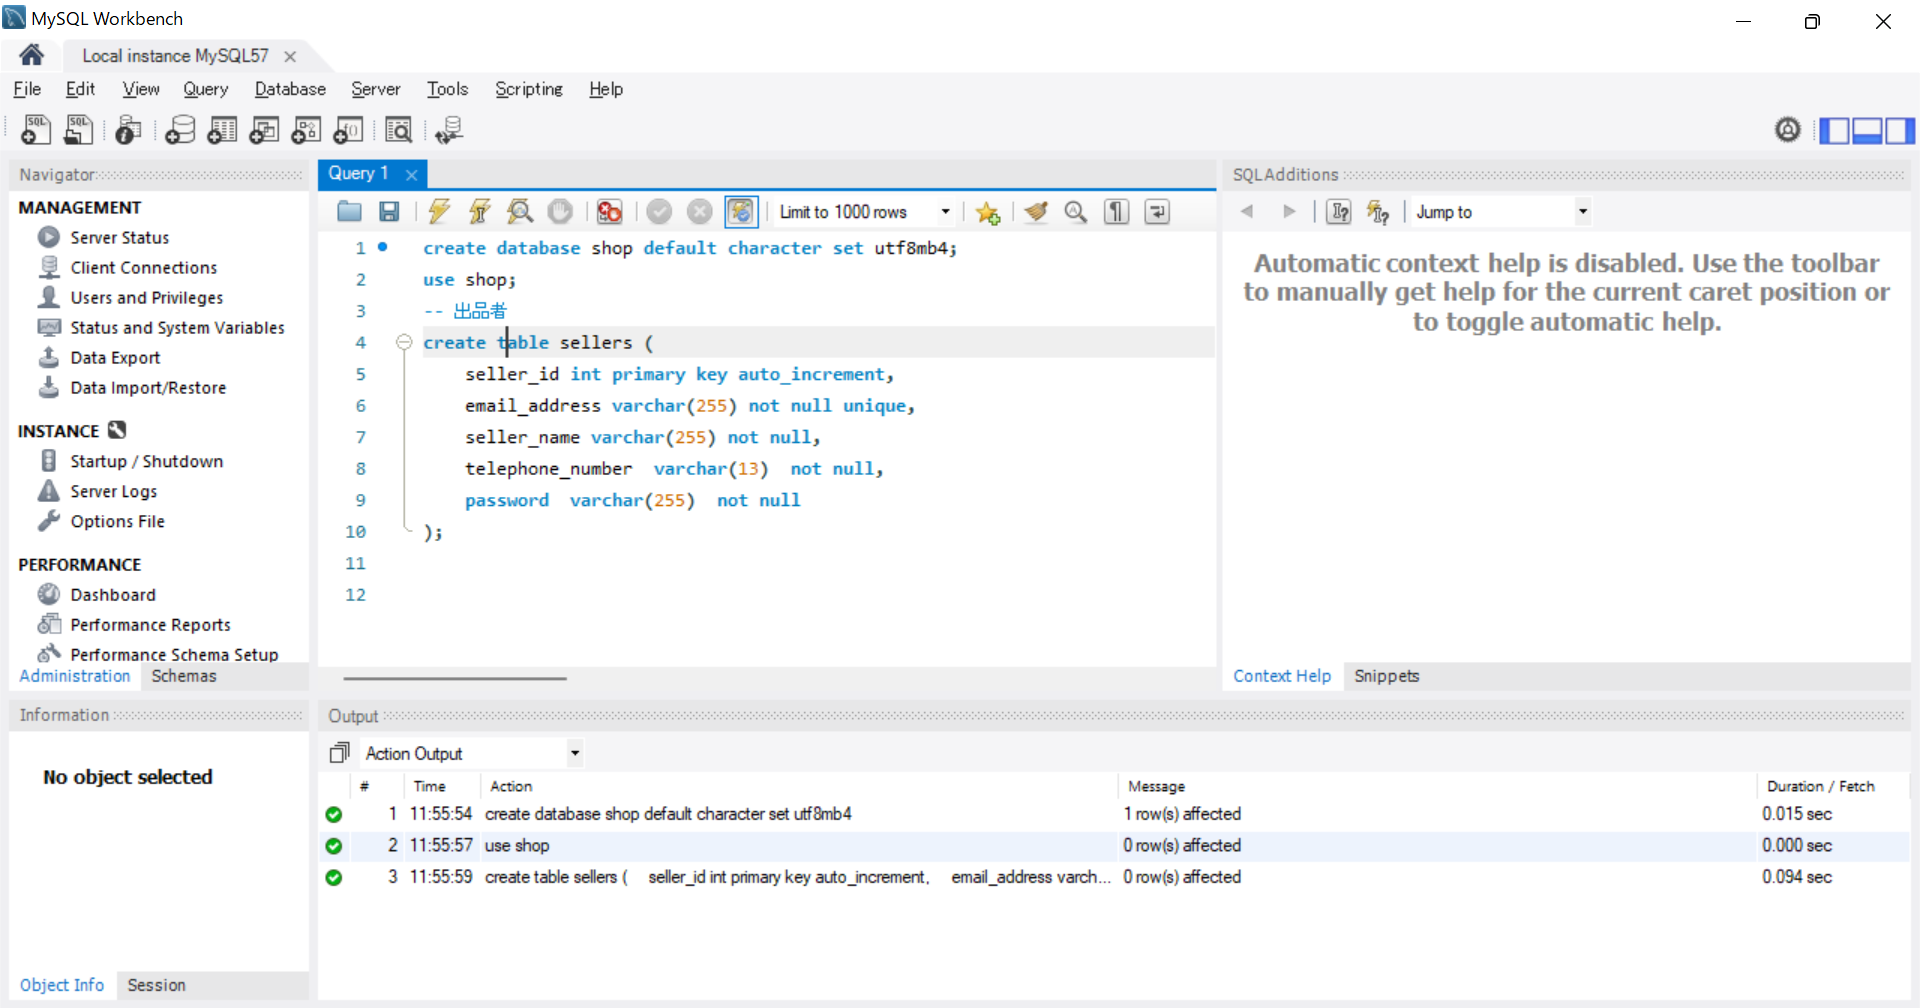 MySQL Workbench
Local instance MySQL57
File Edit View Query Database Server Tools Scripting Help
Navigator
MANAGEMENT
Server Status
Client Connections
Users and Privileges
Status and System Variables
Data Export
Data Import/Restore
INSTANCE
Startup / Shutdown
Server Logs
Options File
PERFORMANCE
Dashboard
Performance Reports
Performance Schema Setup
Administration Schemas
Query 1
Limit to 1000 rows
1 create database shop default character set utf8mb4;
2 use shop;
3 -- 出品者
4 create table sellers (
5 seller_id int primary key auto_increment,
6 email_address varchar(255) not null unique,
7 seller_name varchar(255) not null,
8 telephone_number varchar(13) not null,
9 password varchar(255) not null
10 );
11
12
SQLAdditions
Jump to
Automatic context help is disabled. Use the toolbar
to manually get help for the current caret position or
to toggle automatic help.
Context Help Snippets
Information
No object selected
Object Info Session
Output
Action Output
# Time Action Message Duration / Fetch
1 11:55:54 create database shop default character set utf8mb4 1 row(s) affected 0.015 sec
2 11:55:57 use shop 0 row(s) affected 0.000 sec
3 11:55:59 create table sellers ( seller_id int primary key auto_increment, email_address varch... 0 row(s) affected 0.094 sec